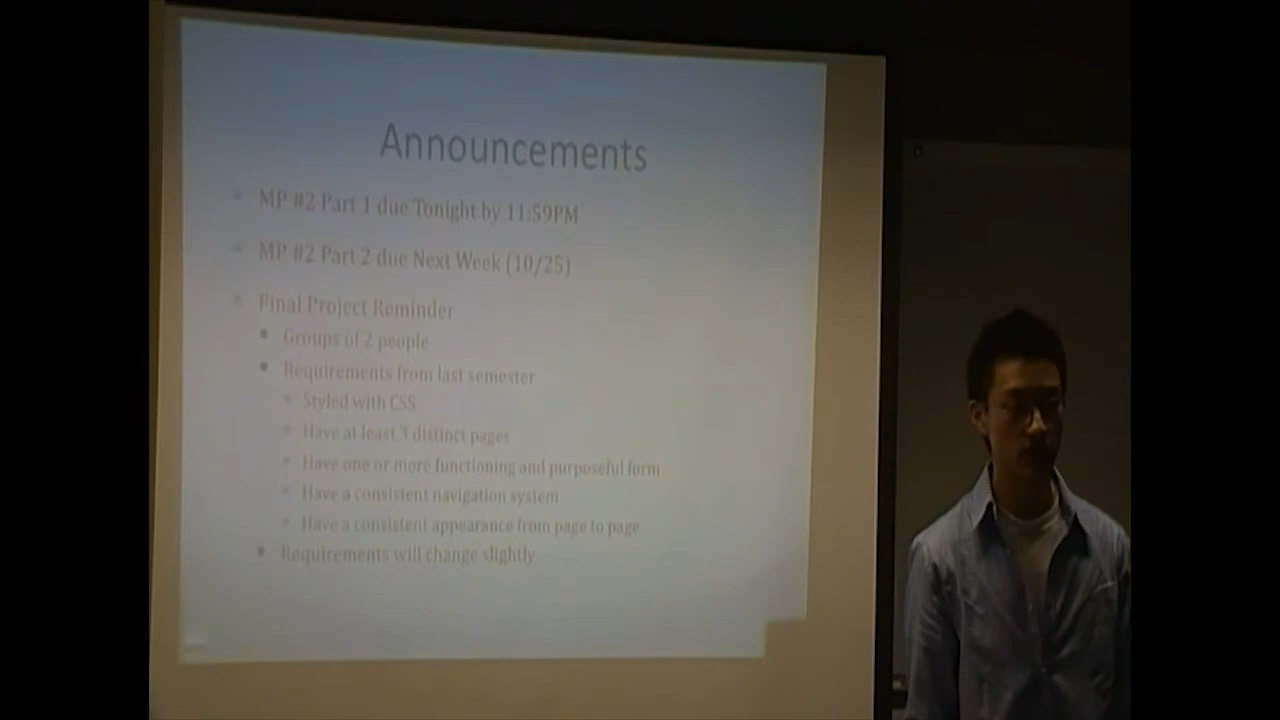 Announcements
MP #2 Part 1 due Tonight by 11:59PM
MP #2 Part 2 due Next Week (10/25)
Final Project Reminder
Groups of 2 people
Requirements from last semester
Styled with CSS
Have at least 3 distinct pages
Have one or more functioning and purposeful form
Have a consistent navigation system
Have a consistent appearance from page to page
Requirements will change slightly